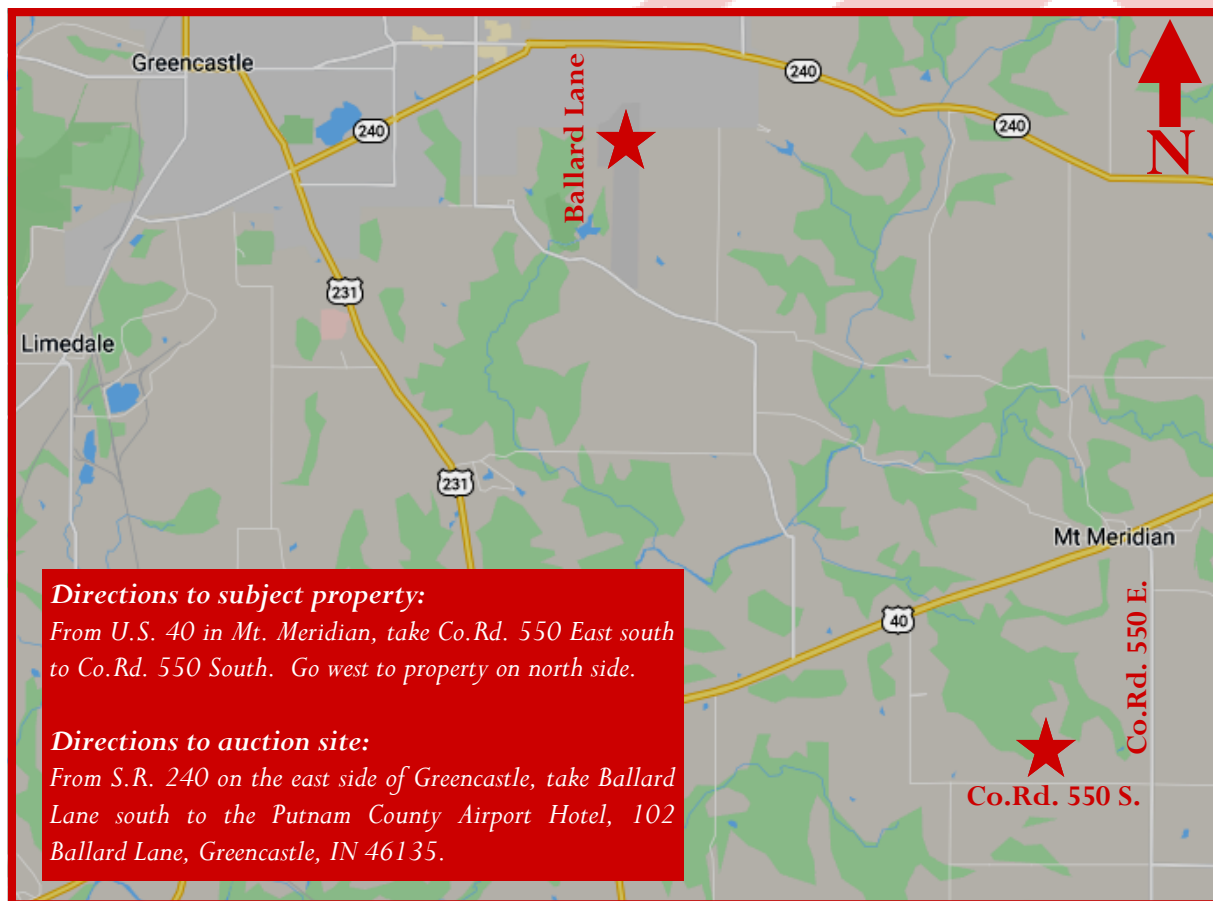 Greencastle
240
Ballard Lane
240
240
N
231
Limedale
231
Mt Meridian
40
Co.Rd. 550 E.
Co.Rd. 550 S.
Directions to subject property:
From U.S. 40 in Mt. Meridian, take Co.Rd. 550 East south
to Co.Rd. 550 South. Go west to property on north side.
Directions to auction site:
From S.R. 240 on the east side of Greencastle, take Ballard
Lane south to the Putnam County Airport Hotel, 102
Ballard Lane, Greencastle, IN 46135.